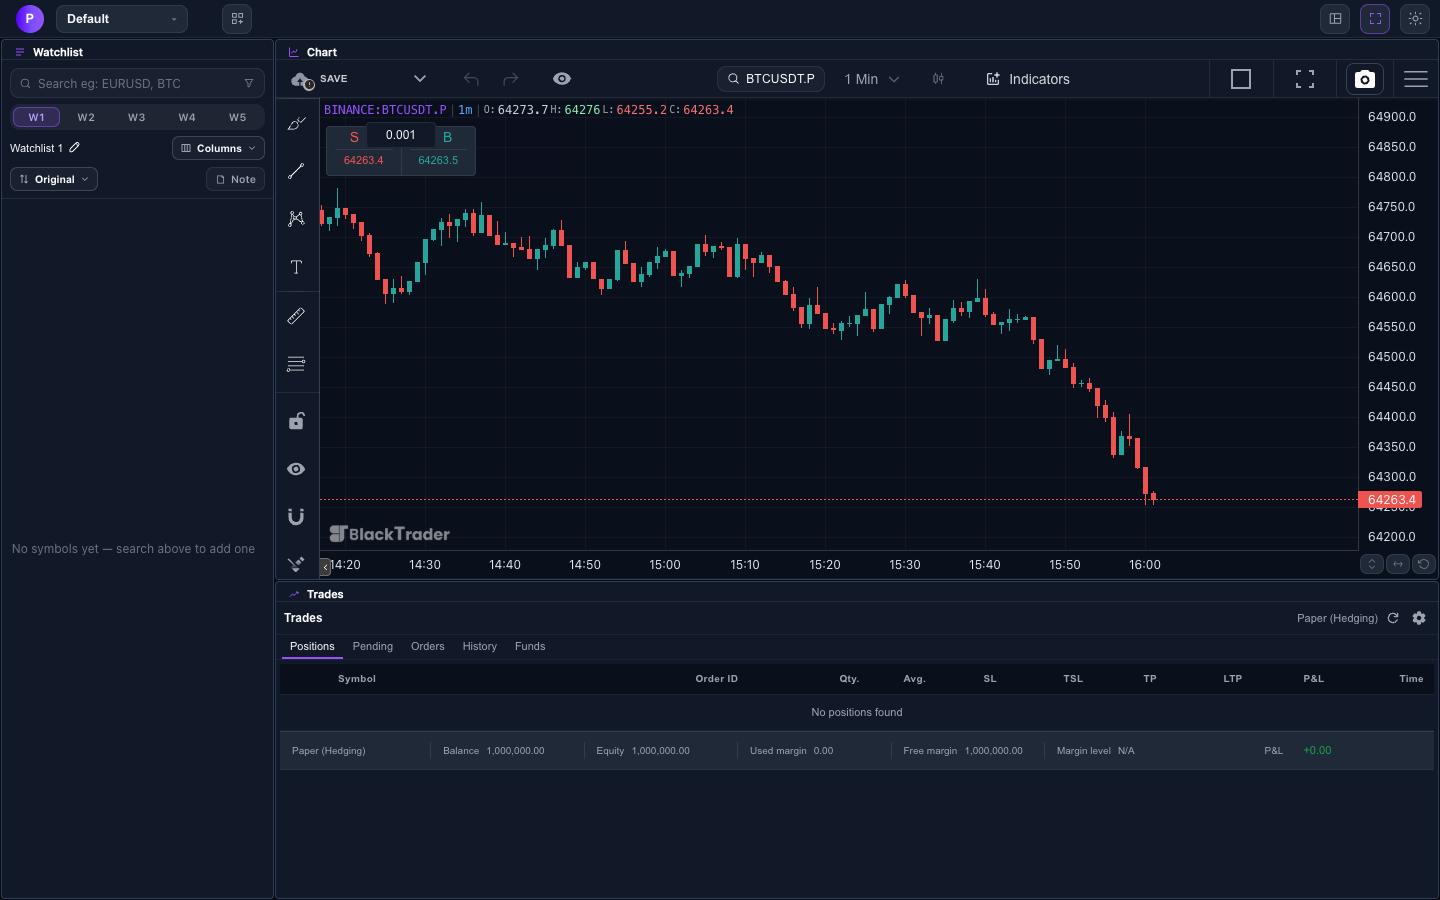 P
Default
Watchlist
Search eg: EURUSD, BTC
W1 W2 W3 W4 W5
Watchlist 1
Columns
Original
Note
No symbols yet — search above to add one
Chart
SAVE
BTCUSDT.P
1 Min
Indicators
BINANCE:BTCUSDT.P 1m O:64273.7 H:64276 L:64255.2 C:64263.4
S 0.001 B
64263.4 64263.5
64900.0
64850.0
64800.0
64750.0
64700.0
64650.0
64600.0
64550.0
64500.0
64450.0
64400.0
64350.0
64300.0
64263.4
64250.0
64200.0
BlackTrader
14:20 14:30 14:40 14:50 15:00 15:10 15:20 15:30 15:40 15:50 16:00
Trades
Trades
Paper (Hedging)
Positions Pending Orders History Funds
Symbol Order ID Qty. Avg. SL TSL TP LTP P&L Time
No positions found
Paper (Hedging) Balance 1,000,000.00 Equity 1,000,000.00 Used margin 0.00 Free margin 1,000,000.00 Margin level N/A P&L +0.00